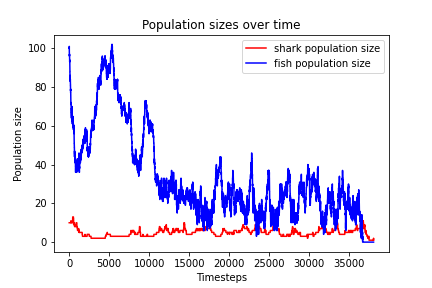 Population sizes over time
shark population size
fish population size
Population size
100
80
60
40
20
0
0 5000 10000 15000 20000 25000 30000 35000
Timesteps